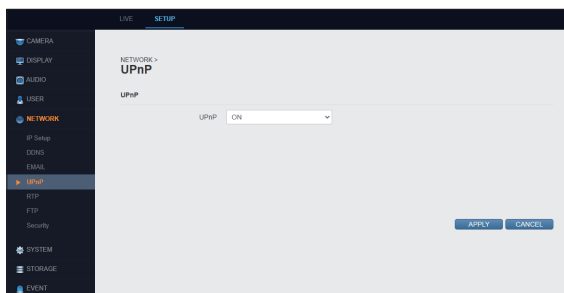 LIVE SETUP
CAMERA
DISPLAY
AUDIO
USER
NETWORK
IP Setup
DDNS
EMAIL
UPnP
RTP
FTP
Security
SYSTEM
STORAGE
EVENT
NETWORK >
UPnP
UPnP
UPnP ON
APPLY CANCEL